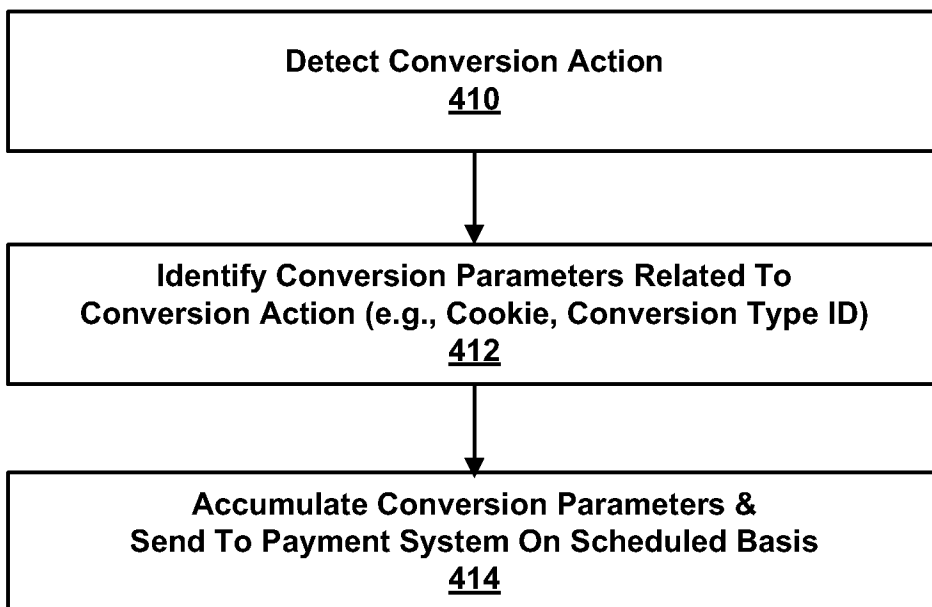 Detect Conversion Action
410
Identify Conversion Parameters Related To
Conversion Action (e.g., Cookie, Conversion Type ID)
412
Accumulate Conversion Parameters &
Send To Payment System On Scheduled Basis
414